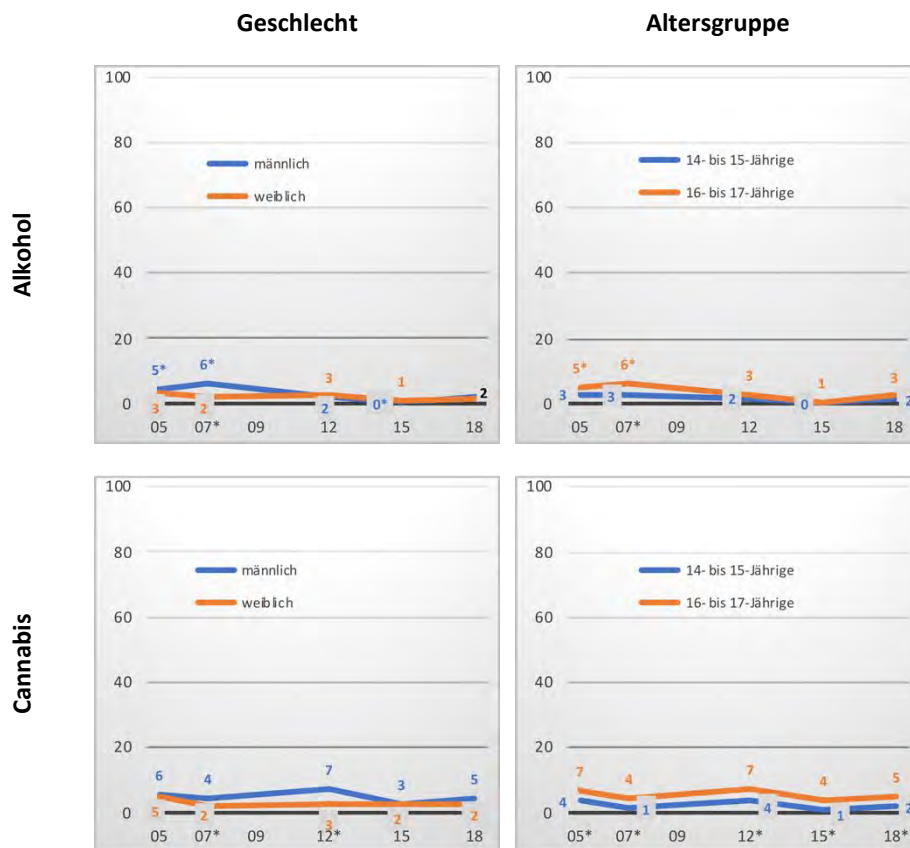 Geschlecht
Altersgruppe
Alkohol
100
80
60
40
20
0
männlich
weiblich
5* 6* 3 1 2
3 2 2 0*
05 07* 09 12 15 18
100
80
60
40
20
0
14- bis 15-Jährige
16- bis 17-Jährige
5* 6* 3 1 3
3 3 2 0 2
05 07* 09 12 15 18
Cannabis
100
80
60
40
20
0
männlich
weiblich
6 4 7 3 5
5 2 3 2 2
05 07* 09 12* 15 18
100
80
60
40
20
0
14- bis 15-Jährige
16- bis 17-Jährige
7 4 7 4 5
4 1 4 1 2
05* 07* 09 12* 15* 18*